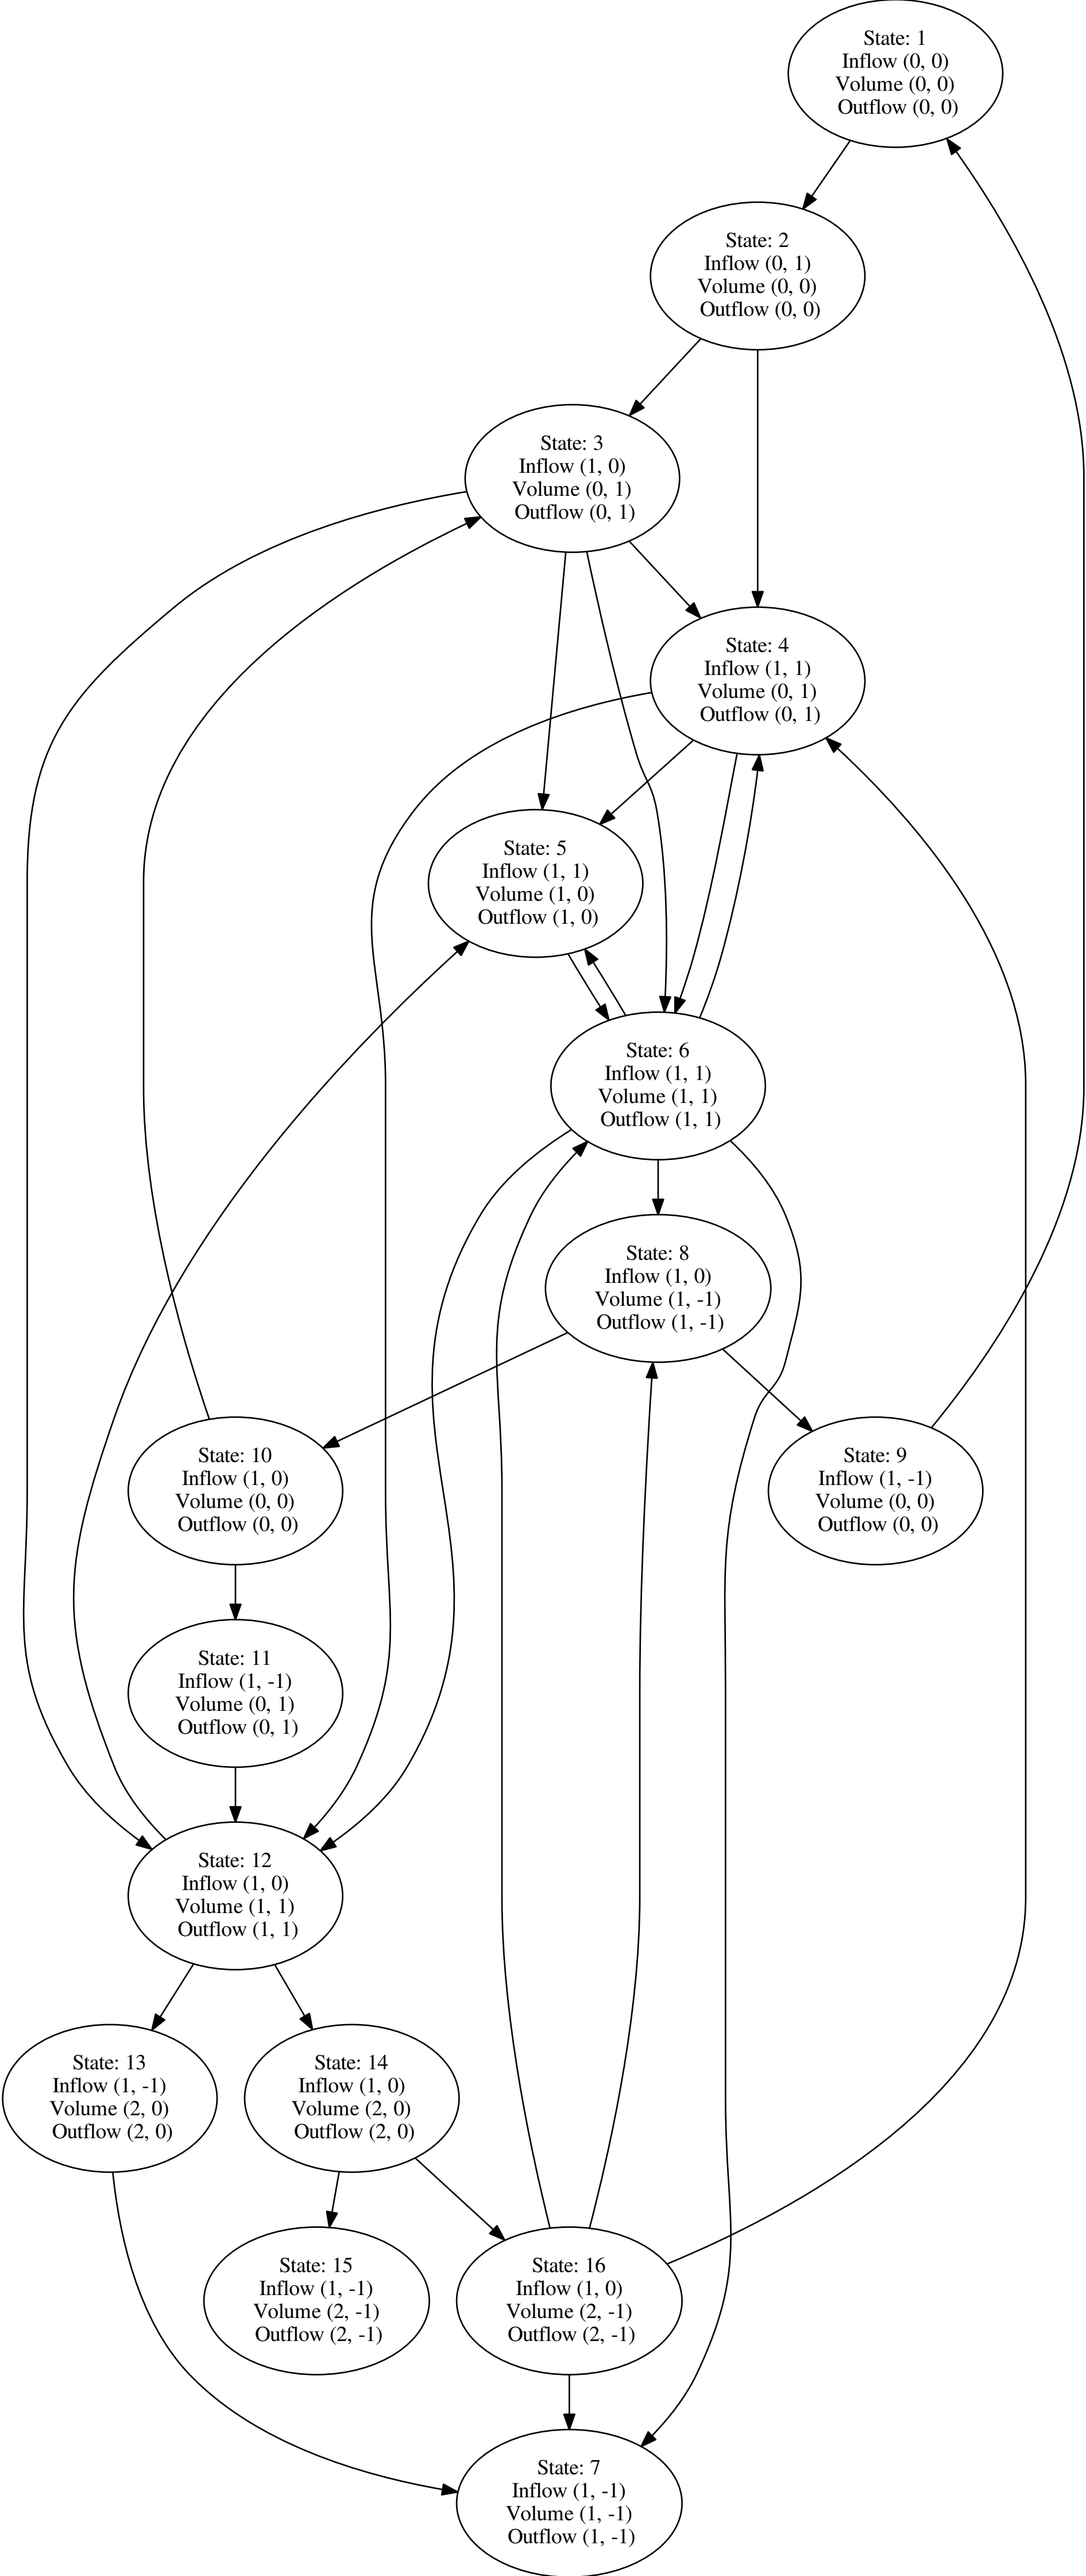 State: 1
Inflow (0, 0)
Volume (0, 0)
Outflow (0, 0)
State: 2
Inflow (0, 1)
Volume (0, 0)
Outflow (0, 0)
State: 3
Inflow (1, 0)
Volume (0, 1)
Outflow (0, 1)
State: 4
Inflow (1, 1)
Volume (0, 1)
Outflow (0, 1)
State: 5
Inflow (1, 1)
Volume (1, 0)
Outflow (1, 0)
State: 6
Inflow (1, 1)
Volume (1, 1)
Outflow (1, 1)
State: 8
Inflow (1, 0)
Volume (1, -1)
Outflow (1, -1)
State: 10
Inflow (1, 0)
Volume (0, 0)
Outflow (0, 0)
State: 9
Inflow (1, -1)
Volume (0, 0)
Outflow (0, 0)
State: 11
Inflow (1, -1)
Volume (0, 1)
Outflow (0, 1)
State: 12
Inflow (1, 0)
Volume (1, 1)
Outflow (1, 1)
State: 13
Inflow (1, -1)
Volume (2, 0)
Outflow (2, 0)
State: 14
Inflow (1, 0)
Volume (2, 0)
Outflow (2, 0)
State: 15
Inflow (1, -1)
Volume (2, -1)
Outflow (2, -1)
State: 16
Inflow (1, 0)
Volume (2, -1)
Outflow (2, -1)
State: 7
Inflow (1, -1)
Volume (1, -1)
Outflow (1, -1)